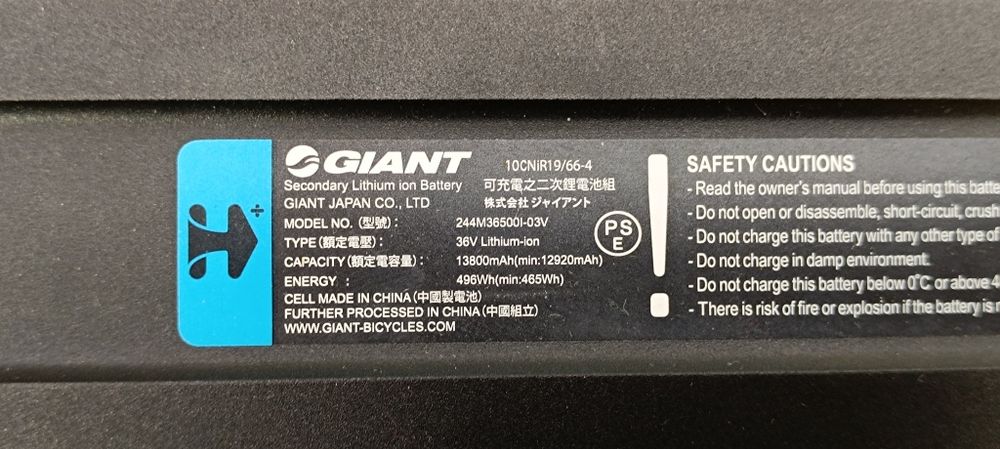 GIANT 10CNiR19/66-4
Secondary Lithium ion Battery 可充電之二次鋰電池組
GIANT JAPAN CO., LTD 株式会社 ジャイアント
MODEL NO. (型號): 244M36500I-03V
TYPE (額定電壓): 36V Lithium-ion
CAPACITY (額定電容量): 13800mAh(min:12920mAh)
ENERGY : 496Wh(min:465Wh)
CELL MADE IN CHINA (中國製電池)
FURTHER PROCESSED IN CHINA (中國組立)
WWW.GIANT-BICYCLES.COM
PS
E
SAFETY CAUTIONS
- Read the owner's manual before using this
- Do not open or disassemble, short-circuit, crush
- Do not charge this battery with any other type of
- Do not charge in damp environment.
- Do not charge this battery below 0°C or above
- There is risk of fire or explosion if the battery is